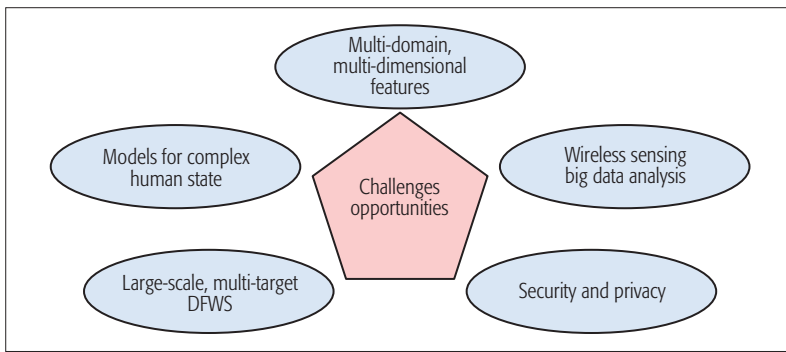 Multi-domain,
multi-dimensional
features
Models for complex
human state
Wireless sensing
big data analysis
Challenges
opportunities
Large-scale, multi-target
DFWS
Security and privacy